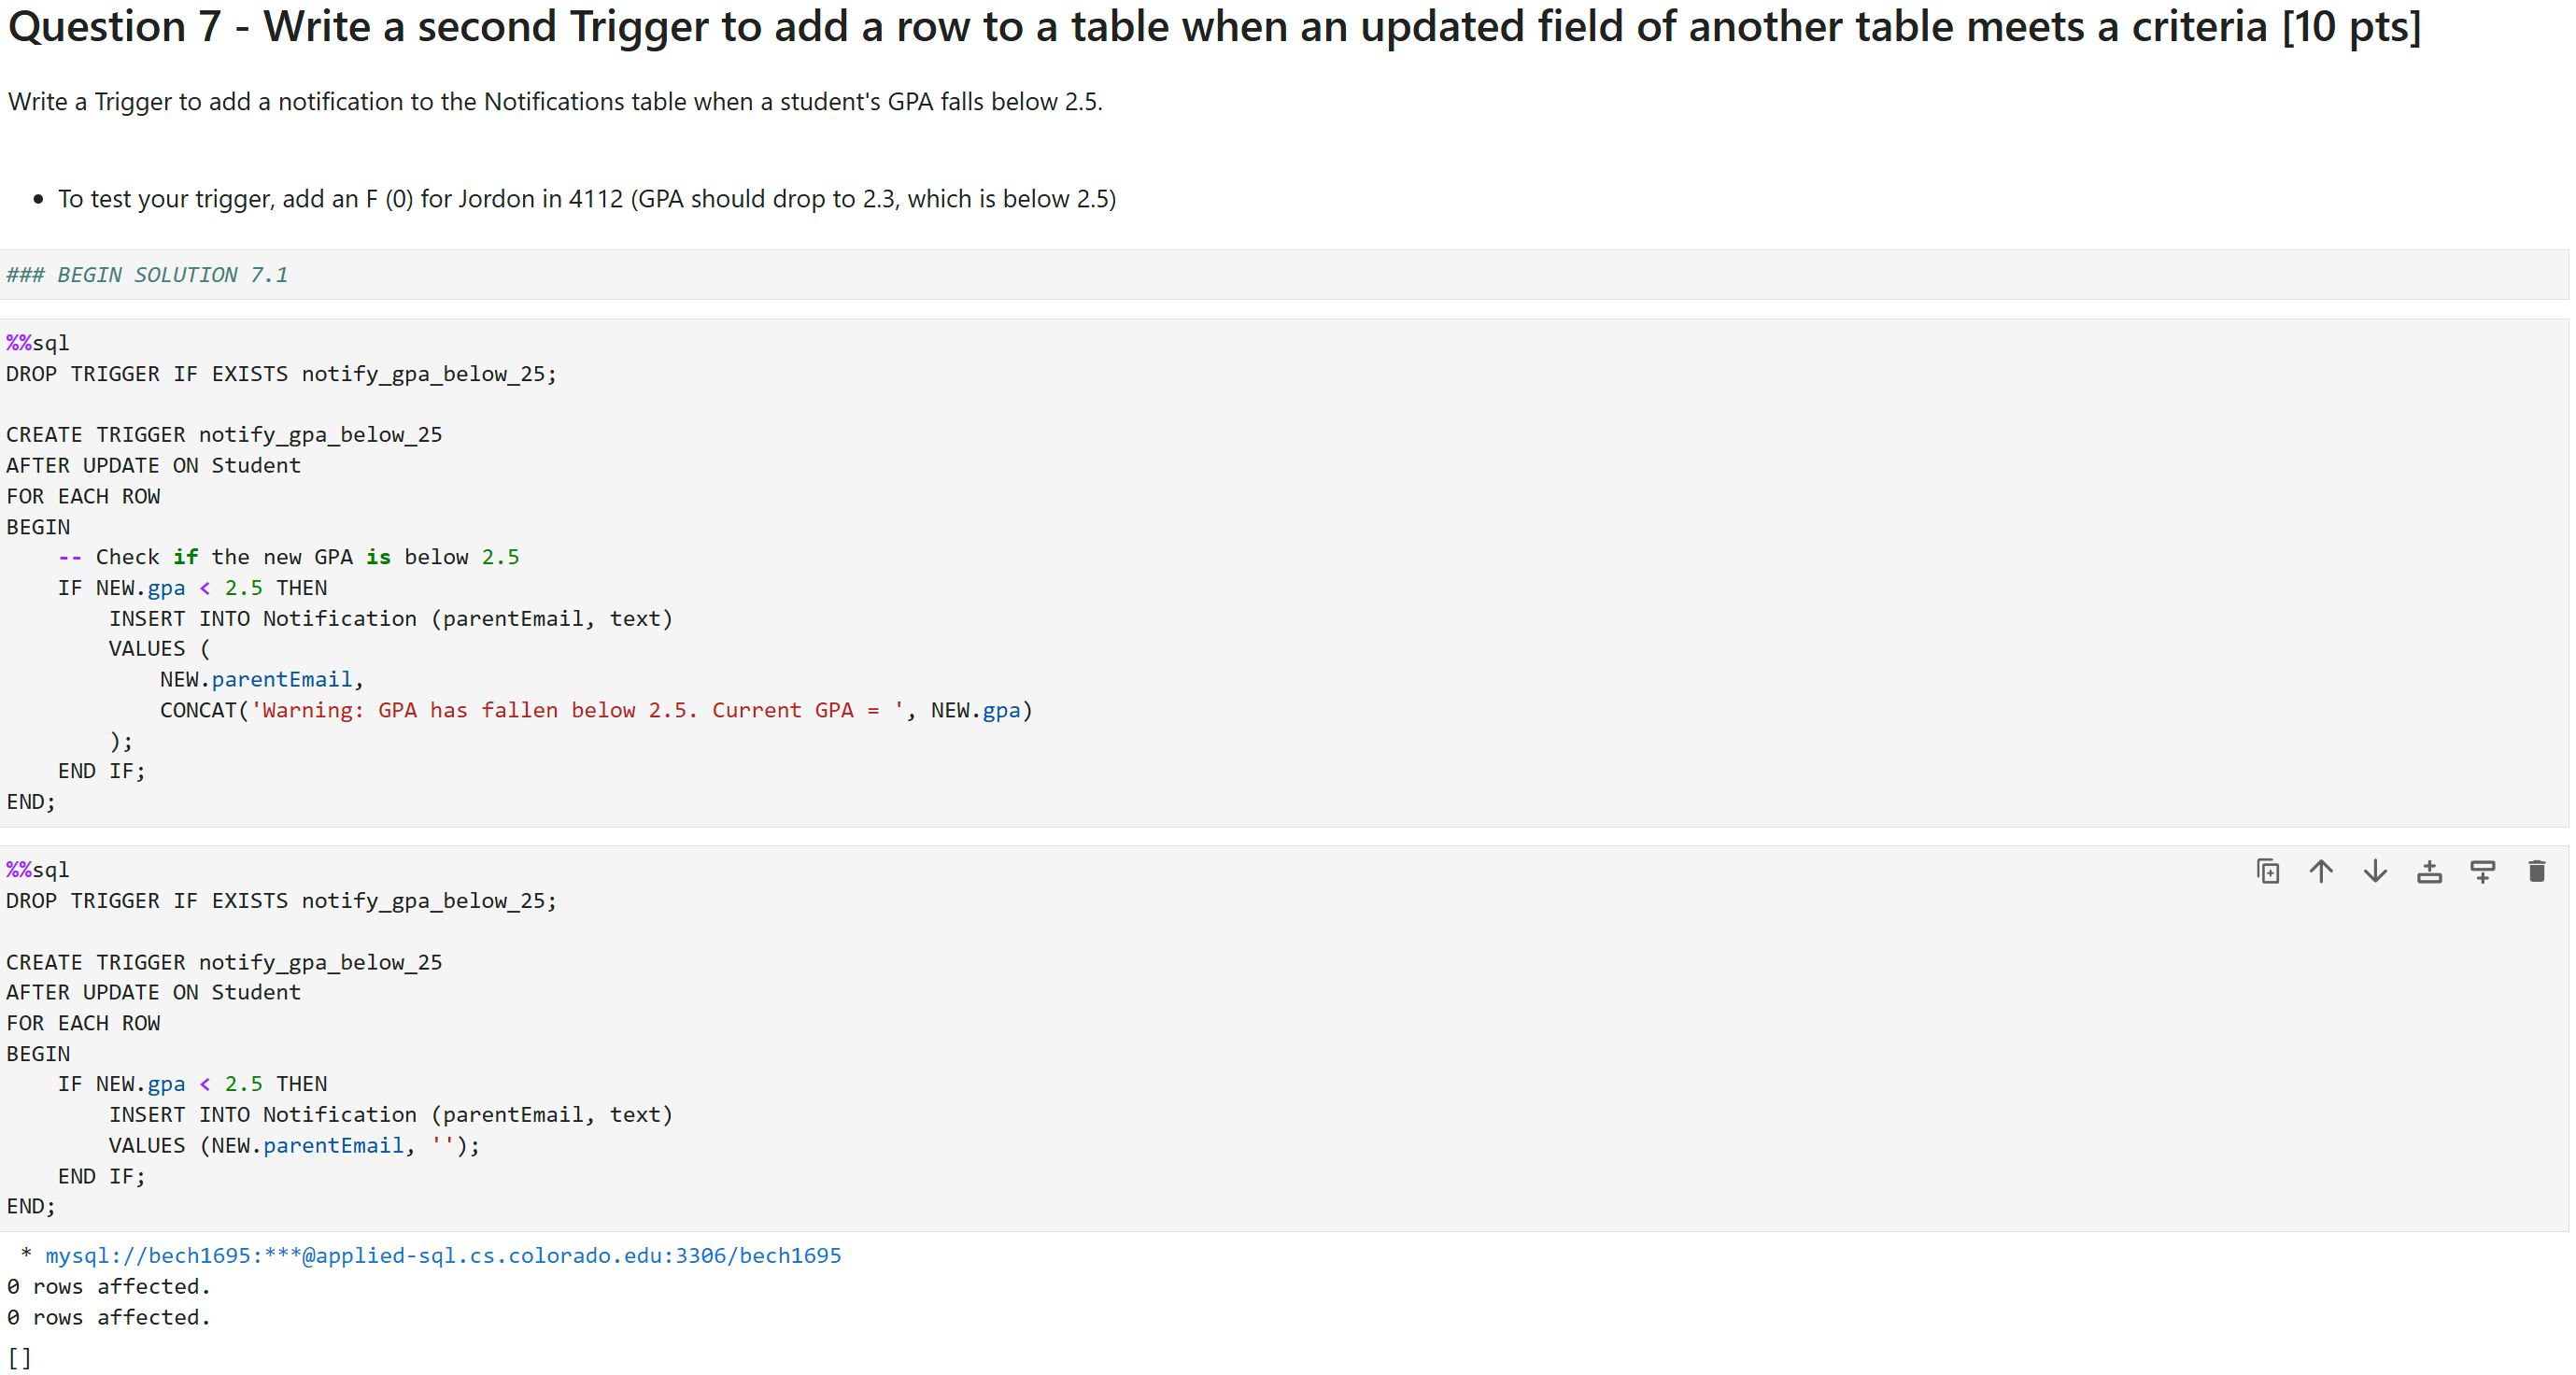 Question 7 - Write a second Trigger to add a row to a table when an updated field of another table meets a criteria [10 pts]
Write a Trigger to add a notification to the Notifications table when a student's GPA falls below 2.5.
• To test your trigger, add an F (0) for Jordon in 4112 (GPA should drop to 2.3, which is below 2.5)
### BEGIN SOLUTION 7.1
%%sql
DROP TRIGGER IF EXISTS notify_gpa_below_25;
CREATE TRIGGER notify_gpa_below_25
AFTER UPDATE ON Student
FOR EACH ROW
BEGIN
    -- Check if the new GPA is below 2.5
    IF NEW.gpa < 2.5 THEN
        INSERT INTO Notification (parentEmail, text)
        VALUES (
            NEW.parentEmail,
            CONCAT('Warning: GPA has fallen below 2.5. Current GPA = ', NEW.gpa)
        );
    END IF;
END;
%%sql
DROP TRIGGER IF EXISTS notify_gpa_below_25;
CREATE TRIGGER notify_gpa_below_25
AFTER UPDATE ON Student
FOR EACH ROW
BEGIN
    IF NEW.gpa < 2.5 THEN
        INSERT INTO Notification (parentEmail, text)
        VALUES (NEW.parentEmail, '');
    END IF;
END;
* mysql://bech1695:***@applied-sql.cs.colorado.edu:3306/bech1695
0 rows affected.
0 rows affected.
[]